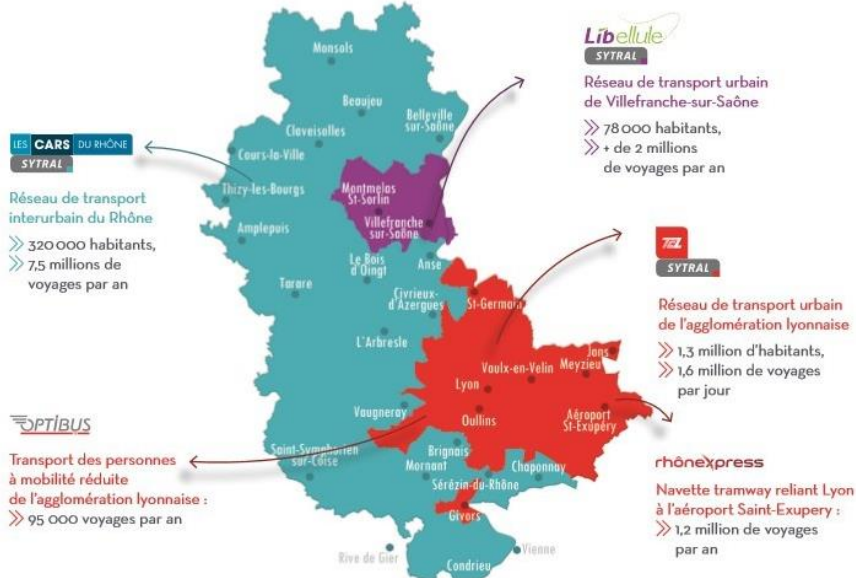 LES CARS DU RHÔNE
SYTRAL
Réseau de transport
interurbain du Rhône
320 000 habitants,
7,5 millions de
voyages par an
OPTIBUS
Transport des personnes
à mobilité réduite
de l'agglomération lyonnaise :
95 000 voyages par an
Monsols
Beaujeu
Claveisolles
Belleville
sur-Saône
Cours-la-Ville
Thizy-les-Bourgs
Montmelas
St-Sorlin
Villefranche
sur-Saône
Amplepuis
Le Bois
d'Oingt
Anse
Tarare
Civrieux-
d'Azergues
St-Germain
L'Arbresle
Jons
Vaulx-en-Velin
Meyzieu
Lyon
Vaugneray
Oullins
Aéroport
St-Exupéry
Brignais
Saint-Symphorien
sur-Coise
Mornant
Chaponnay
Sérézin-du-Rhône
Givors
Rive de Gier
Vienne
Condrieu
Libellule
SYTRAL
Réseau de transport urbain
de Villefranche-sur-Saône
78 000 habitants,
+ de 2 millions
de voyages par an
TCL
SYTRAL
Réseau de transport urbain
de l'agglomération lyonnaise
1,3 million d'habitants,
1,6 million de voyages
par jour
rhônexpress
Navette tramway reliant Lyon
à l'aéroport Saint-Exupery :
1,2 million de voyages
par an